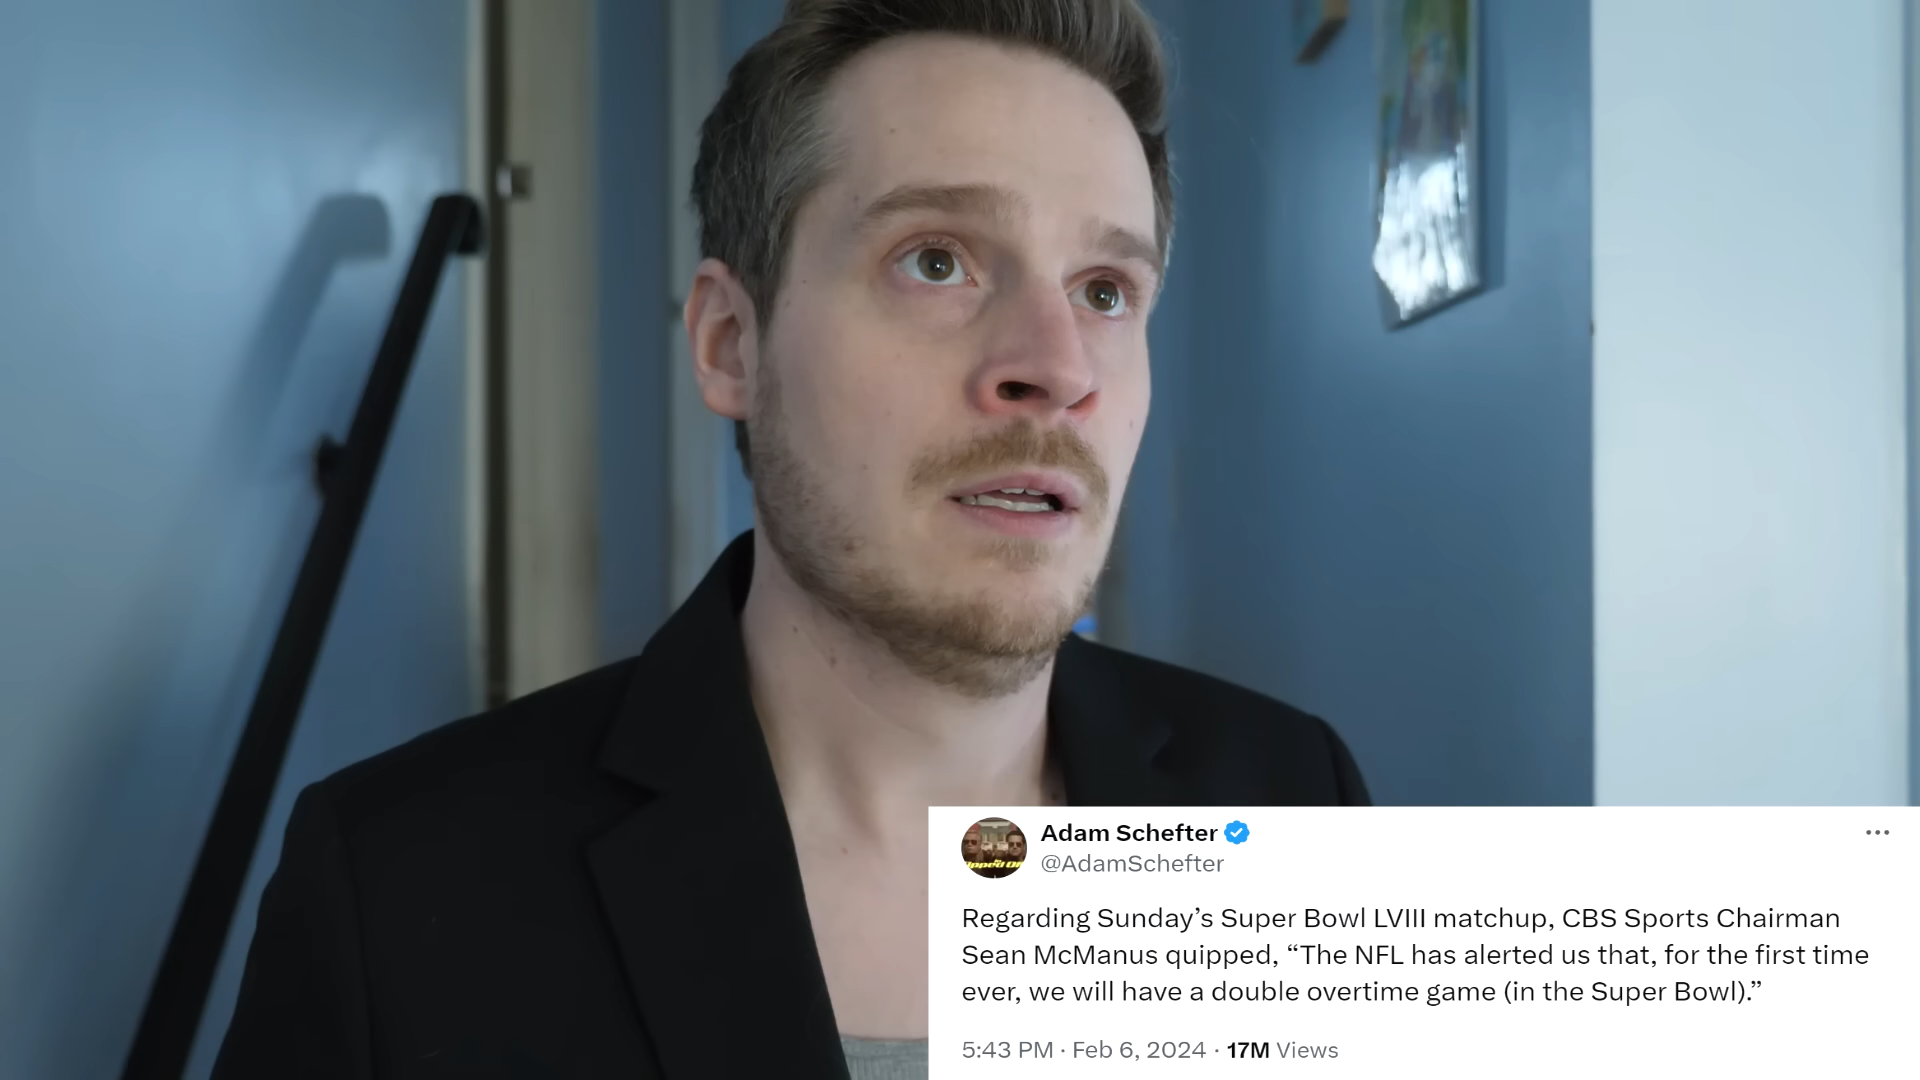 Adam Schefter
@AdamSchefter
Regarding Sunday’s Super Bowl LVIII matchup, CBS Sports Chairman
Sean McManus quipped, “The NFL has alerted us that, for the first time
ever, we will have a double overtime game (in the Super Bowl).”
5:43 PM · Feb 6, 2024 · 17M Views